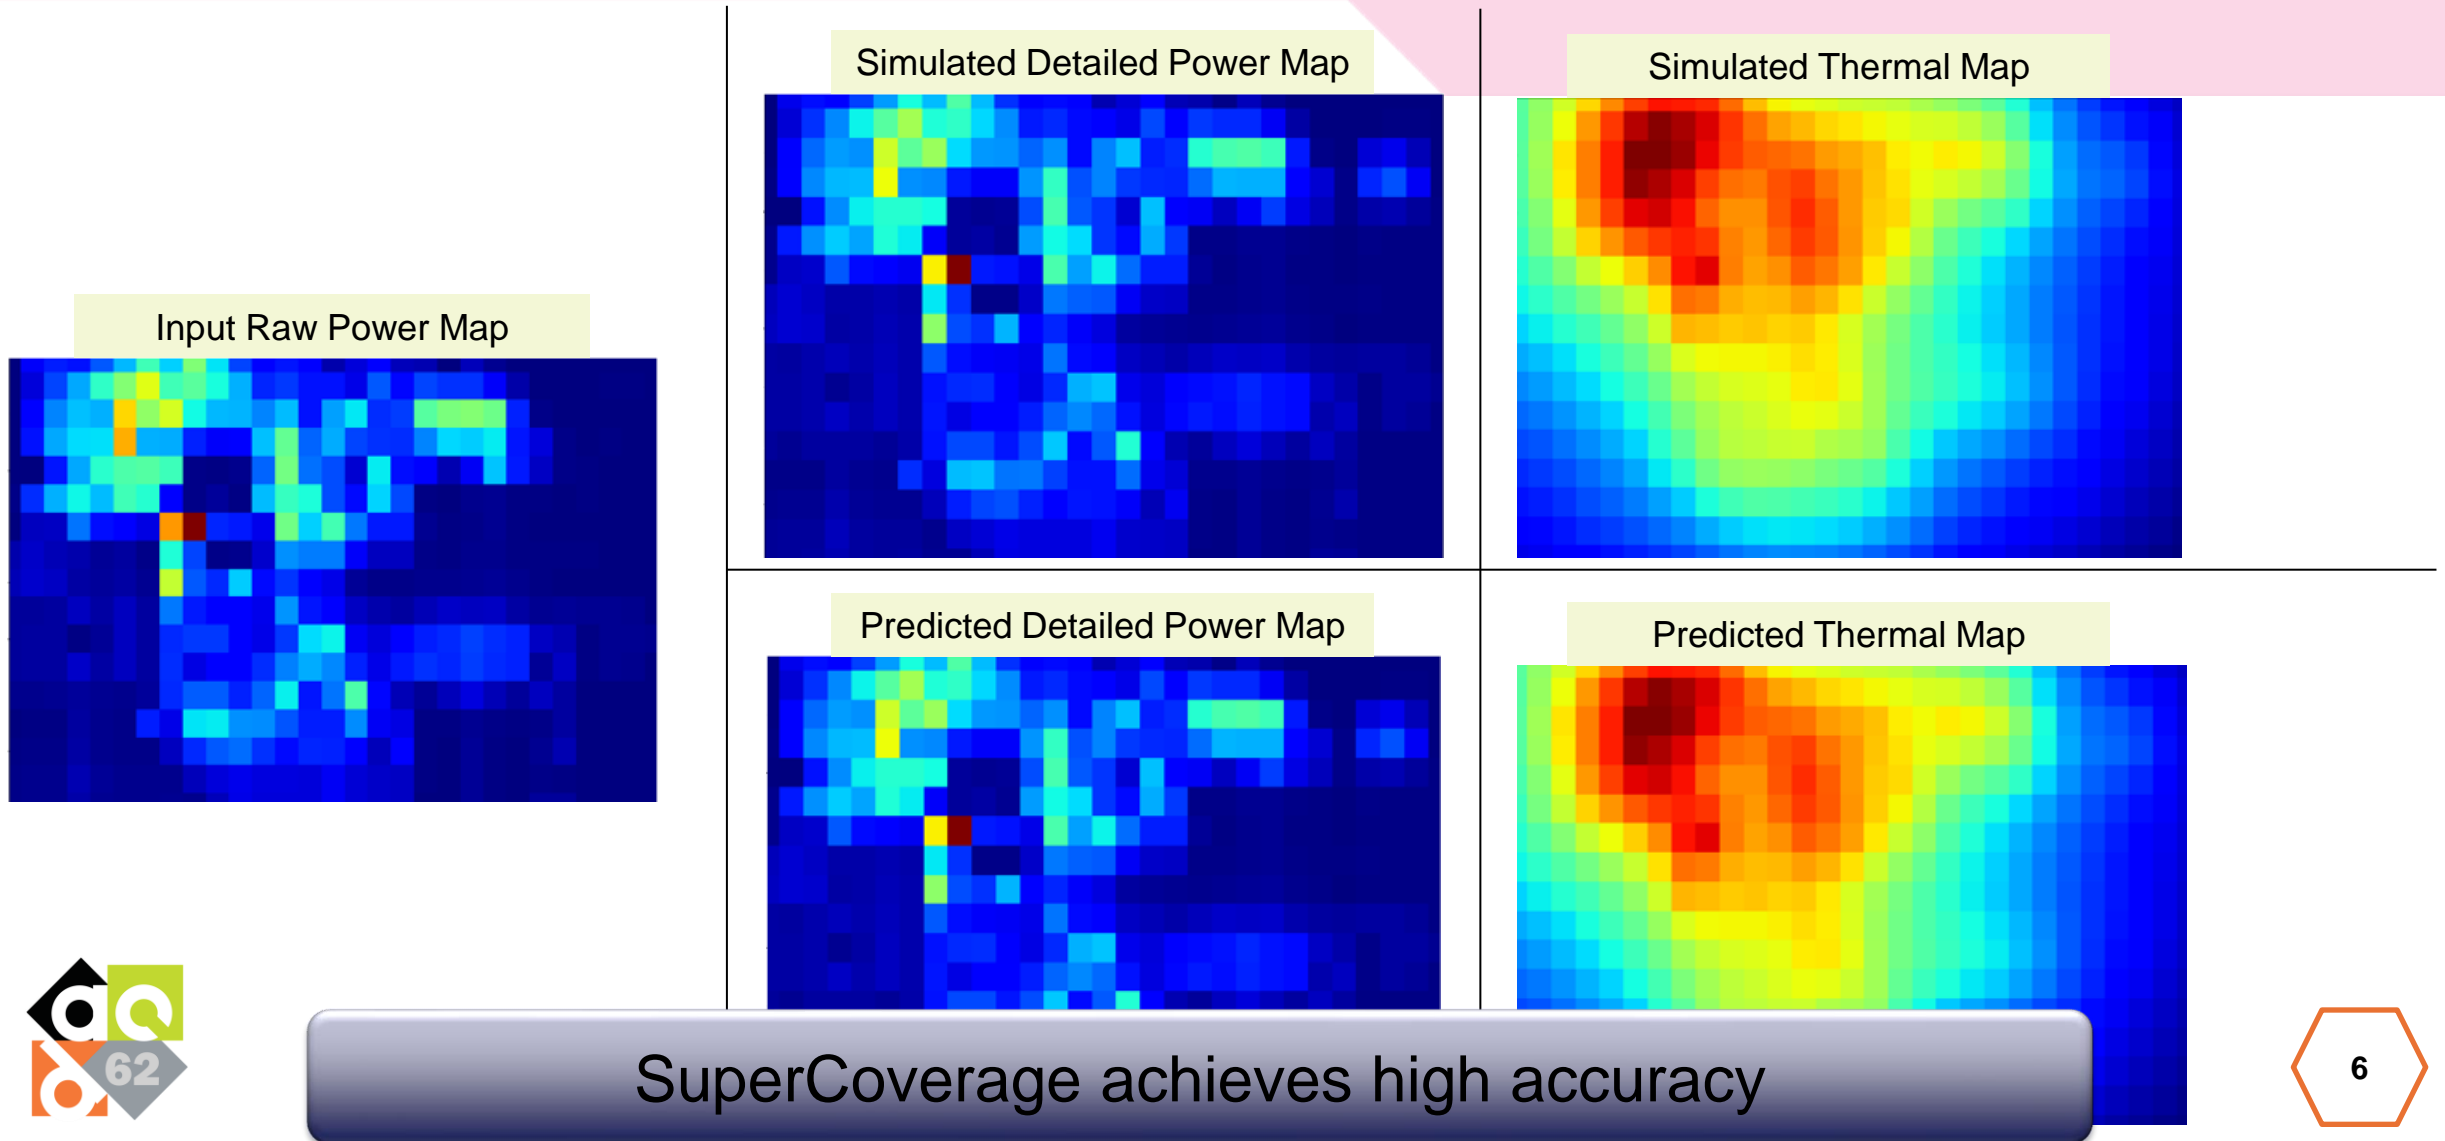 Simulated Detailed Power Map
Simulated Thermal Map
Input Raw Power Map
Predicted Detailed Power Map
Predicted Thermal Map
62
SuperCoverage achieves high accuracy
6